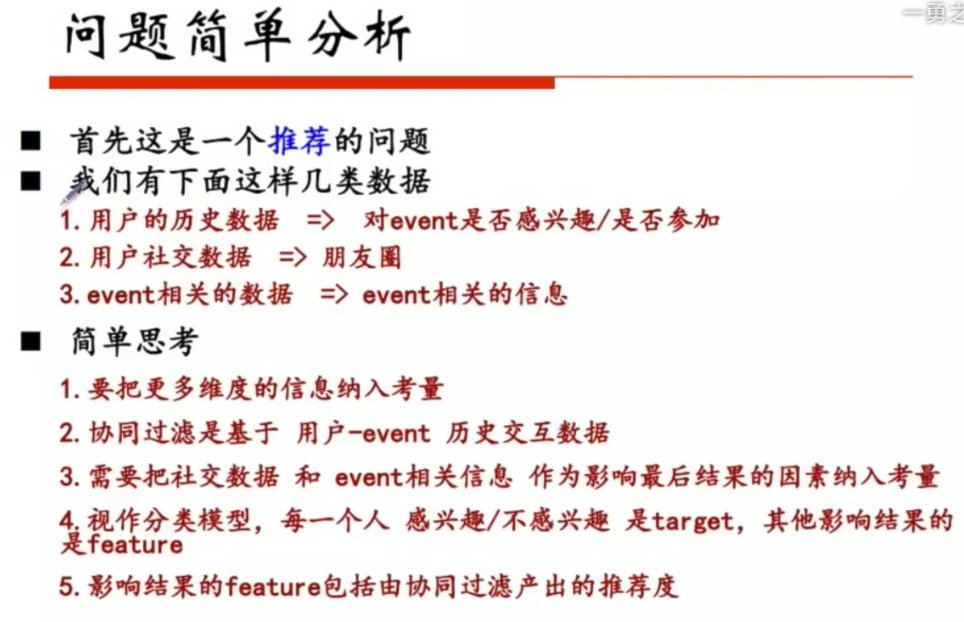 一勇之
问题简单分析
■ 首先这是一个推荐的问题
■ 我们有下面这样几类数据
1.用户的历史数据 => 对event是否感兴趣/是否参加
2.用户社交数据 => 朋友圈
3.event相关的数据 => event相关的信息
■ 简单思考
1.要把更多维度的信息纳入考量
2.协同过滤是基于 用户-event 历史交互数据
3.需要把社交数据 和 event相关信息 作为影响最后结果的因素纳入考量
4.视作分类模型，每一个人 感兴趣/不感兴趣 是target，其他影响结果的
是feature
5.影响结果的feature包括由协同过滤产出的推荐度